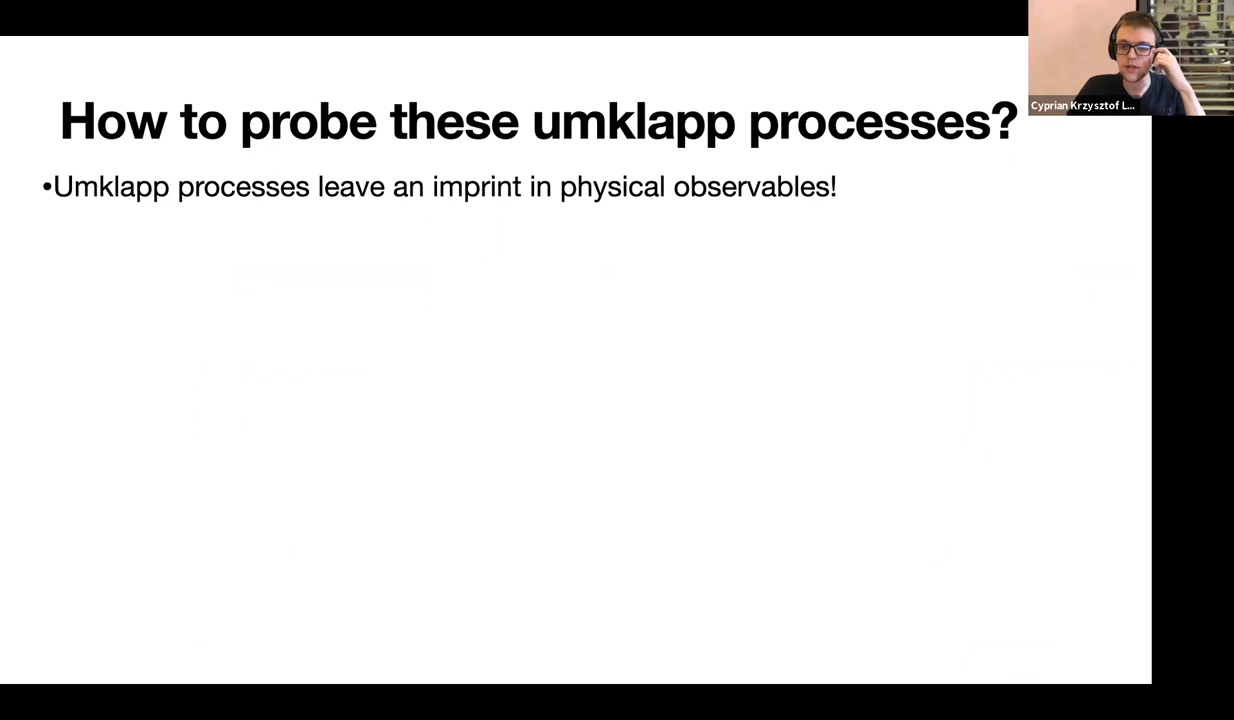 How to probe these umklapp processes?
•Umklapp processes leave an imprint in physical observables!
Cyprian Krzysztof L...